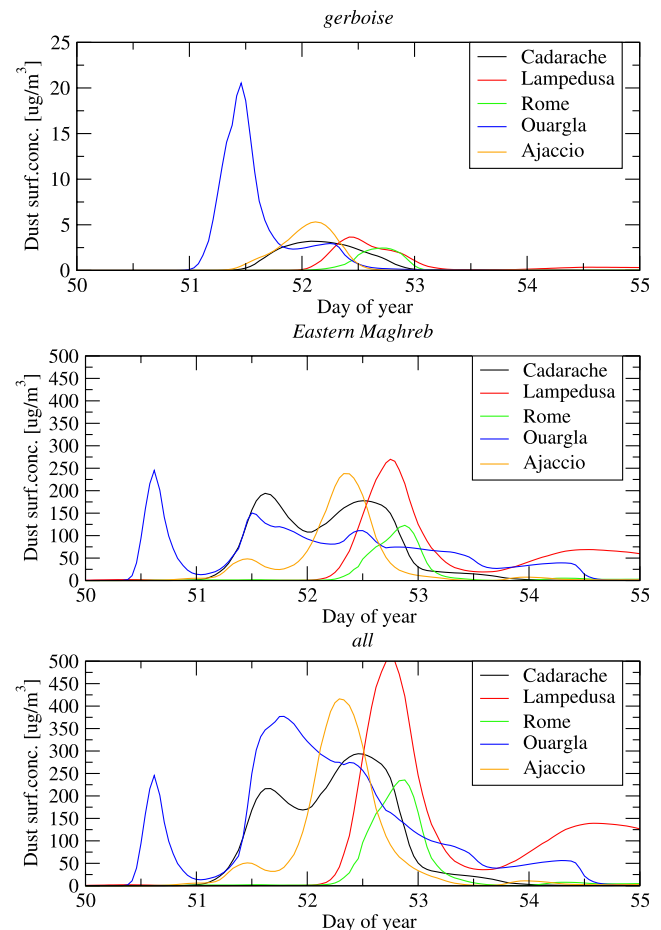 gerboise
Dust surf.conc. [ug/m3]
25
20
15
10
5
0
Cadarache
Lampedusa
Rome
Ouargla
Ajaccio
50 51 52 53 54 55
Day of year
Eastern Maghreb
Dust surf.conc. [ug/m3]
500
450
400
350
300
250
200
150
100
50
0
Cadarache
Lampedusa
Rome
Ouargla
Ajaccio
50 51 52 53 54 55
Day of year
all
Dust surf.conc. [ug/m3]
500
450
400
350
300
250
200
150
100
50
0
Cadarache
Lampedusa
Rome
Ouargla
Ajaccio
50 51 52 53 54 55
Day of year